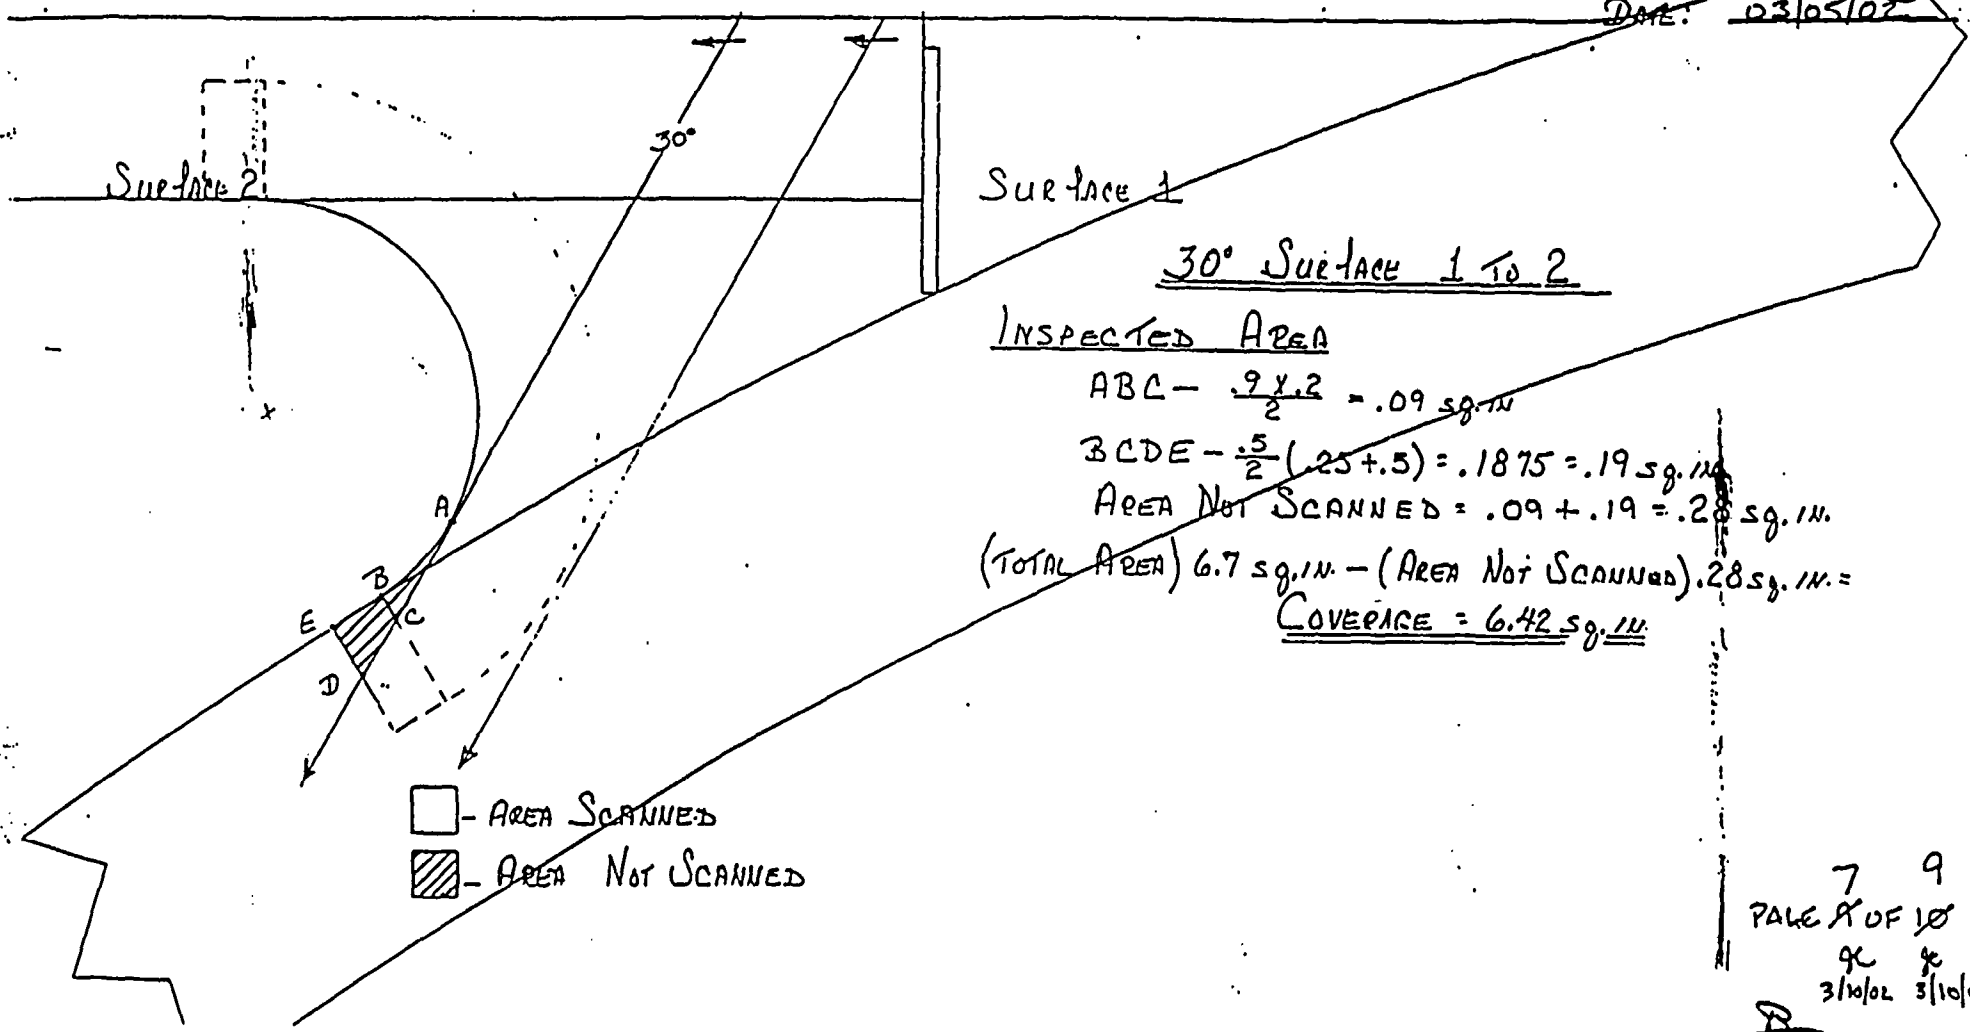 DATE: 03/05/02
30°
Surface 2
Surface 1
30° Surface 1 To 2
INSPECTED AREA
ABC - .9 x .2 / 2 = .09 sq. in
BCDE - .5/2 (.25 + .5) = .1875 = .19 sq. in
AREA NOT SCANNED = .09 + .19 = .28 sq. in.
(TOTAL AREA) 6.7 sq. in. - (AREA NOT SCANNED) .28 sq. in. =
COVERAGE = 6.42 sq. in.
x
A
B
C
E
D
- AREA SCANNED
- AREA NOT SCANNED
7 9
PAGE OF 10
3/10/02 3/10/